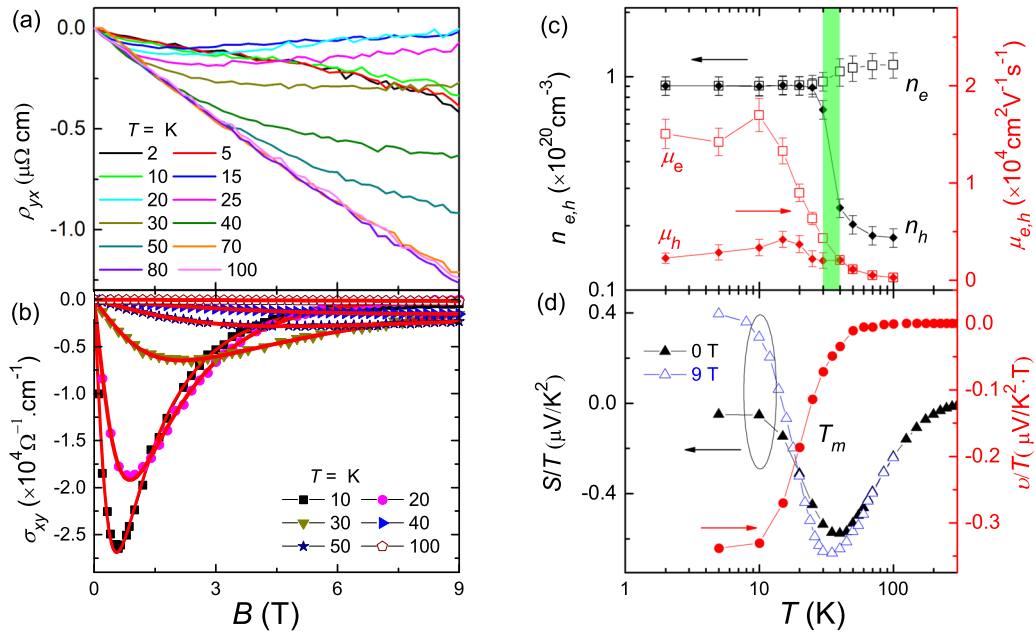 (a)
0.0
-0.5
-1.0
ρyx (μΩ cm)
T = K
2 5
10 15
20 25
30 40
50 70
80 100
(b)
0.0
-0.5
-1.0
-1.5
-2.0
-2.5
σxy (×10⁴Ω⁻¹.cm⁻¹)
T = K
10 20
30 40
50 100
0 3 6 9
B (T)
(c)
1
0.1
n e,h (×10²⁰ cm-3)
ne
μe
μh
nh
2
1
0
μe,h (×10⁴ cm²V⁻¹s⁻¹)
(d)
0.4
0.0
-0.4
S/T (μV/K²)
0 T
9 T
Tm
0.0
-0.1
-0.2
-0.3
υ/T( μV/K²·T)
1 10 100
T (K)